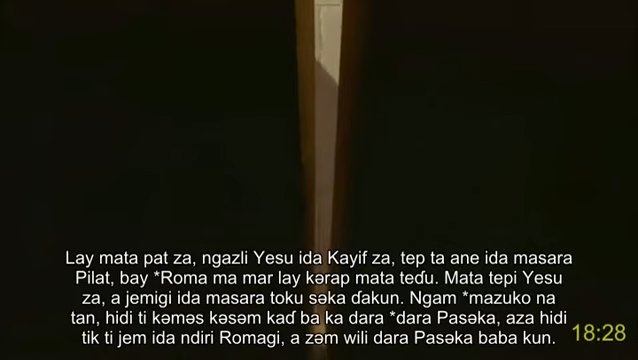 Lay mata pat za, ngazli Yesu ida Kayif za, tep ta ane ida masara
Pilat, bay *Roma ma mar lay kərap mata teɗu. Mata tepi Yesu
za, a jemigi ida masara toku səka ɗakun. Ngam *mazuko na
tan, hidi ti kəməs kəsəm kaɗ ba ka dara *dara Pasəka, aza hidi
tik ti jem ida ndiri Romagi, a zəm wili dara Pasəka baba kun.
18:28